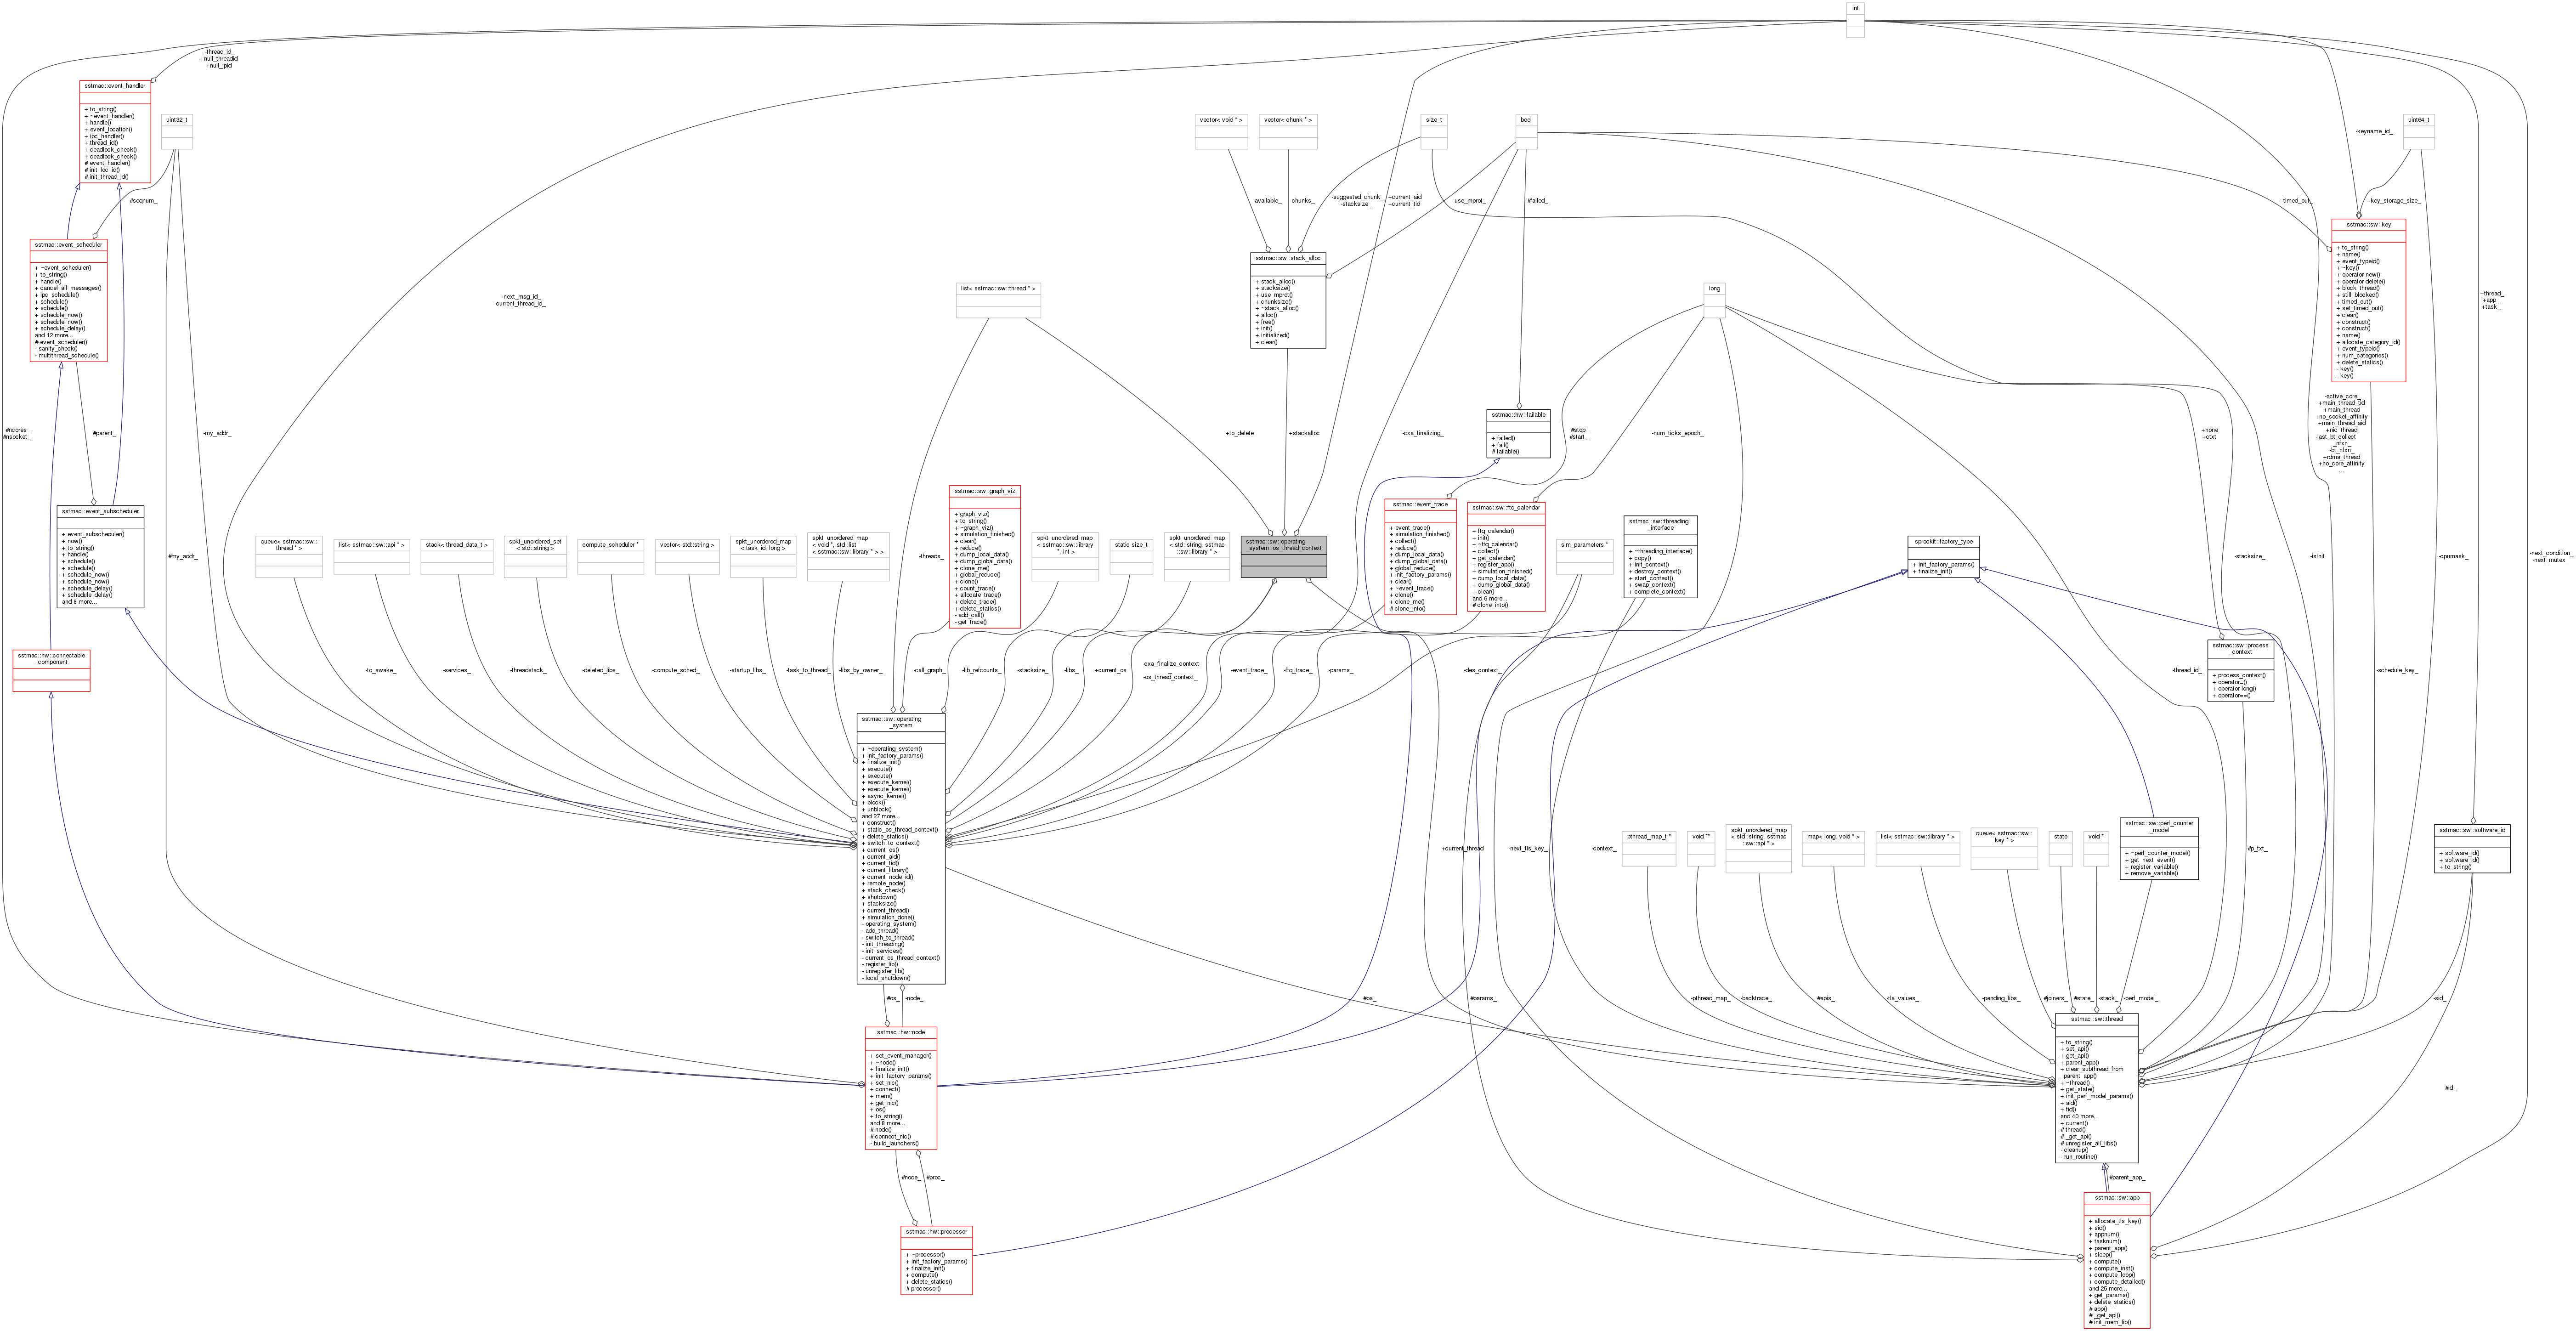 int
-thread_id_
+null_threadid
+null_lpid
sstmac::event_handler
+ to_string()
+ ~event_handler()
+ handle()
+ event_location()
+ ipc_handler()
+ thread_id()
+ deadlock_check()
+ deadlock_check()
# event_handler()
# init_loc_id()
# init_thread_id()
uint32_t
vector< void * >
vector< chunk * >
size_t
bool
uint64_t
-keyname_id_
#seqnum_
-available_
-chunks_
-suggested_chunk_
-stacksize_
+current_aid
+current_tid
-use_mprot_
#failed_
-timed_out_
-key_storage_size_
sstmac::event_scheduler
+ ~event_scheduler()
+ to_string()
+ handle()
+ cancel_all_messages()
+ ipc_schedule()
+ schedule()
+ schedule()
+ schedule_now()
+ schedule_now()
+ schedule_delay()
and 12 more...
# event_scheduler()
- sanity_check()
- multithread_schedule()
sstmac::sw::stack_alloc
+ stack_alloc()
+ stacksize()
+ use_mprot()
+ chunksize()
+ ~stack_alloc()
+ alloc()
+ free()
+ init()
+ initialized()
+ clear()
sstmac::sw::key
+ to_string()
+ name()
+ event_typeid()
+ ~key()
+ operator new()
+ operator delete()
+ block_thread()
+ still_blocked()
+ timed_out()
+ set_timed_out()
+ clear()
+ construct()
+ construct()
+ name()
+ allocate_category_id()
+ event_typeid()
+ num_categories()
+ delete_statics()
- key()
- key()
-next_msg_id_
-current_thread_id_
list< sstmac::sw::thread * >
long
+thread_
+app_
+task_
#ncores_
#nsocket_
#parent_
-my_addr_
+to_delete
+stackalloc
-cxa_finalizing_
sstmac::hw::failable
+ failed()
+ fail()
# failable()
#stop_
#start_
-num_ticks_epoch_
+none
+ctxt
-active_core_
+main_thread_tid
+main_thread
+no_socket_affinity
+main_thread_aid
+nic_thread
-last_bt_collect
_nfxn_
-bt_nfxn_
+rdma_thread
+no_core_affinity
...
sstmac::event_subscheduler
+ event_subscheduler()
+ now()
+ to_string()
+ handle()
+ schedule()
+ schedule()
+ schedule_now()
+ schedule_now()
+ schedule_delay()
+ schedule_delay()
and 8 more...
#my_addr_
queue< sstmac::sw::
thread * >
list< sstmac::sw::api * >
stack< thread_data_t >
spkt_unordered_set
< std::string >
compute_scheduler *
vector< std::string >
spkt_unordered_map
< task_id, long >
spkt_unordered_map
< void *, std::list
< sstmac::sw::library * > >
-threads_
sstmac::sw::graph_viz
+ graph_viz()
+ to_string()
+ ~graph_viz()
+ simulation_finished()
+ clear()
+ reduce()
+ dump_local_data()
+ dump_global_data()
+ clone_me()
+ global_reduce()
+ clone()
+ count_trace()
+ allocate_trace()
+ delete_trace()
+ delete_statics()
- add_call()
- get_trace()
spkt_unordered_map
< sstmac::sw::library
*, int >
static size_t
spkt_unordered_map
< std::string, sstmac
::sw::library * >
sstmac::sw::operating
_system::os_thread_context
sstmac::event_trace
+ event_trace()
+ simulation_finished()
+ collect()
+ reduce()
+ dump_local_data()
+ dump_global_data()
+ global_reduce()
+ init_factory_params()
+ clear()
+ ~event_trace()
+ clone()
+ clone_me()
# clone_into()
sstmac::sw::ftq_calendar
+ ftq_calendar()
+ init()
+ ~ftq_calendar()
+ collect()
+ get_calendar()
+ register_app()
+ simulation_finished()
+ dump_local_data()
+ dump_global_data()
+ clear()
and 6 more...
# clone_into()
sim_parameters *
sstmac::sw::threading
_interface
+ ~threading_interface()
+ copy()
+ init_context()
+ destroy_context()
+ start_context()
+ swap_context()
+ complete_context()
sprockit::factory_type
+ init_factory_params()
+ finalize_init()
-stacksize_
-isInit
-cpumask_
-next_condition_
-next_mutex_
sstmac::hw::connectable
_component
-to_awake_
-services_
-threadstack_
-deleted_libs_
-compute_sched_
-startup_libs_
-task_to_thread_
-libs_by_owner_
-call_graph_
-lib_refcounts_
-stacksize_
-libs_
+current_os
-cxa_finalize_context
_
-os_thread_context_
-event_trace_
-ftq_trace_
-params_
-des_context_
-thread_id_
sstmac::sw::process
_context
+ process_context()
+ operator=()
+ operator long()
+ operator==()
-schedule_key_
sstmac::sw::operating
_system
+ ~operating_system()
+ init_factory_params()
+ finalize_init()
+ execute()
+ execute()
+ execute_kernel()
+ execute_kernel()
+ async_kernel()
+ block()
+ unblock()
and 27 more...
+ construct()
+ static_os_thread_context()
+ delete_statics()
+ switch_to_context()
+ current_os()
+ current_aid()
+ current_tid()
+ current_library()
+ current_node_id()
+ remote_node()
+ stack_check()
+ shutdown()
+ stacksize()
+ current_thread()
+ simulation_done()
- operating_system()
- add_thread()
- switch_to_thread()
- init_threading()
- init_services()
- current_os_thread_context()
- register_lib()
- unregister_lib()
- local_shutdown()
+current_thread
-next_tls_key_
-context_
pthread_map_t *
void **
spkt_unordered_map
< std::string, sstmac
::sw::api * >
map< long, void * >
list< sstmac::sw::library * >
queue< sstmac::sw::
key * >
state
void *
sstmac::sw::perf_counter
_model
+ ~perf_counter_model()
+ get_next_event()
+ register_variable()
+ remove_variable()
#p_txt_
sstmac::sw::software_id
+ software_id()
+ software_id()
+ to_string()
#os_
-node_
#os_
#params_
-pthread_map_
-backtrace_
#apis_
-tls_values_
-pending_libs_
#joiners_
#state_
-stack_
-perf_model_
-sid_
sstmac::hw::node
+ set_event_manager()
+ ~node()
+ finalize_init()
+ init_factory_params()
+ set_nic()
+ connect()
+ mem()
+ get_nic()
+ os()
+ to_string()
and 8 more...
# node()
# connect_nic()
- build_launchers()
sstmac::sw::thread
+ to_string()
+ set_api()
+ get_api()
+ parent_app()
+ clear_subthread_from
_parent_app()
+ ~thread()
+ get_state()
+ init_perf_model_params()
+ aid()
+ tid()
and 40 more...
+ current()
# thread()
# _get_api()
# unregister_all_libs()
- cleanup()
- run_routine()
#id_
#node_
#proc_
#parent_app_
sstmac::hw::processor
+ ~processor()
+ init_factory_params()
+ finalize_init()
+ compute()
+ delete_statics()
# processor()
sstmac::sw::app
+ allocate_tls_key()
+ sid()
+ appnum()
+ tasknum()
+ parent_app()
+ sleep()
+ compute()
+ compute_inst()
+ compute_loop()
+ compute_detailed()
and 25 more...
+ get_params()
+ delete_statics()
# app()
# _get_api()
# init_mem_lib()